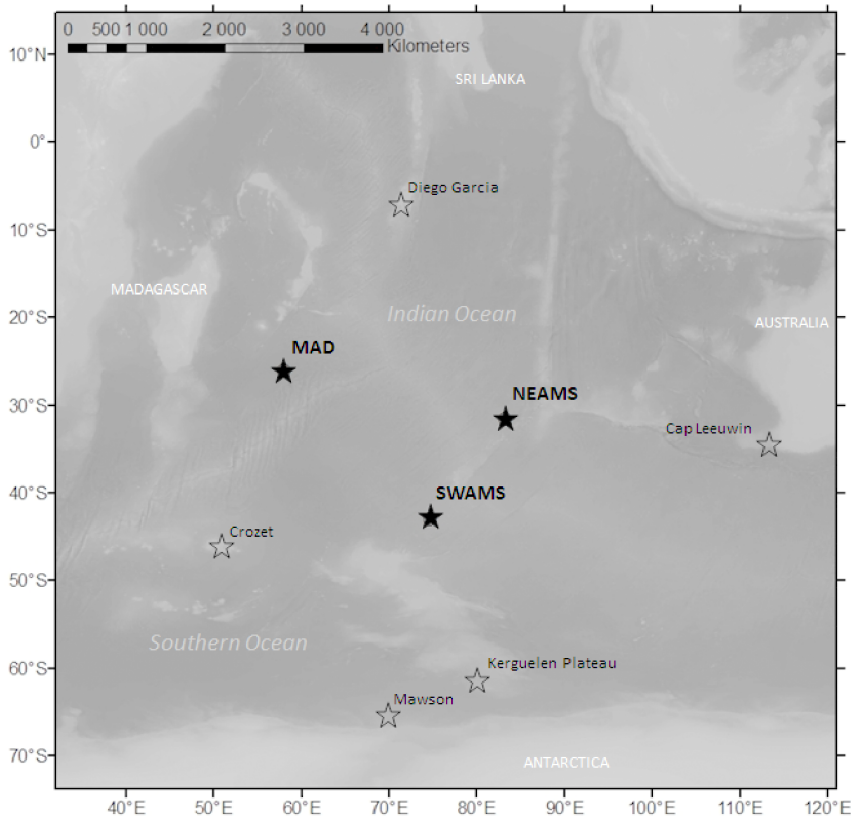 0 500 1 000 2 000 3 000 4 000
Kilometers
10°N
SRI LANKA
0°
Diego Garcia
10°S
MADAGASCAR
Indian Ocean
20°S
AUSTRALIA
MAD
NEAMS
30°S
Cap Leeuwin
40°S
SWAMS
Crozet
50°S
Southern Ocean
60°S
Kerguelen Plateau
Mawson
70°S
ANTARCTICA
40°E 50°E 60°E 70°E 80°E 90°E 100°E 110°E 120°E